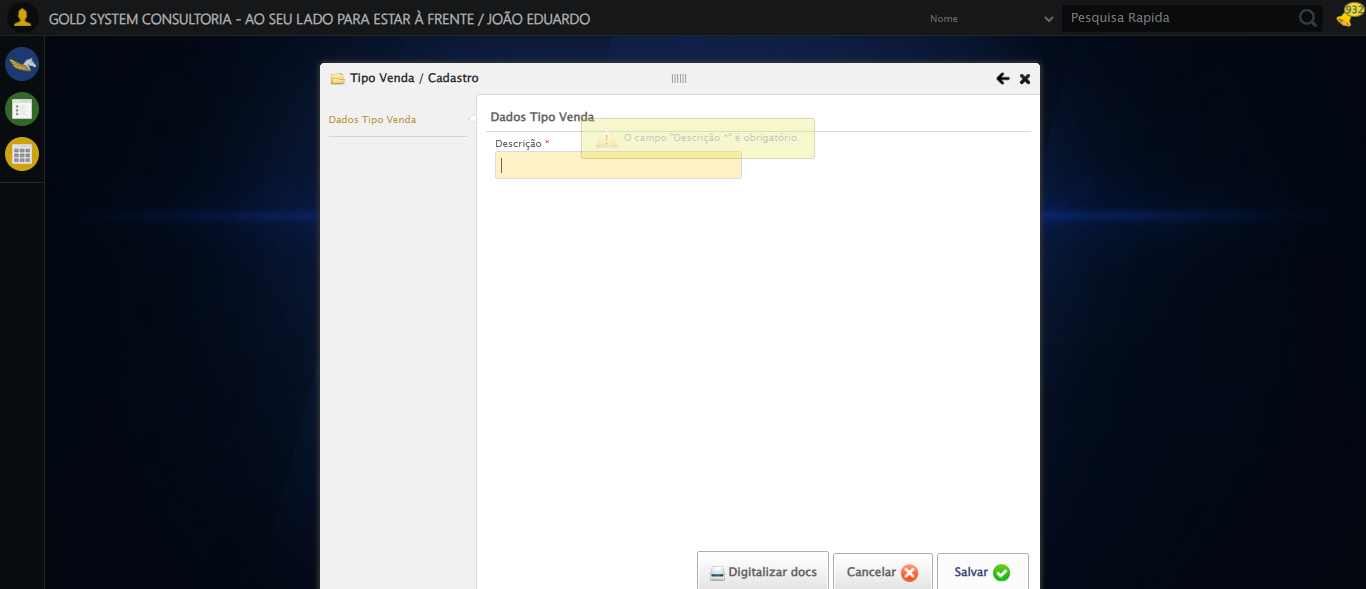 GOLD SYSTEM CONSULTORIA - AO SEU LADO PARA ESTAR À FRENTE / JOÃO EDUARDO
Nome
Pesquisa Rapida
932
Tipo Venda / Cadastro
Dados Tipo Venda
Dados Tipo Venda
O campo "Descrição *" é obrigatório.
Descrição *
Digitalizar docs
Cancelar
Salvar